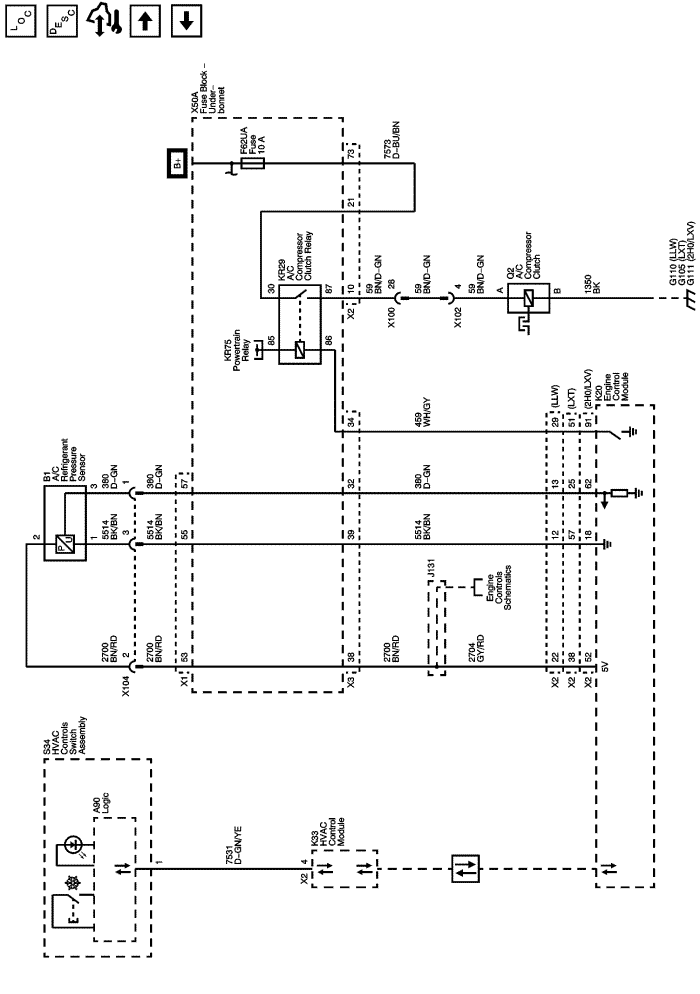 LOC
DESC
X50A
Fuse Block –
Under–
bonnet
B+
F62UA
Fuse
10 A
73
7573
D–BU/BN
21
30
KR29
A/C
Compressor
Clutch Relay
87
85
86
KR75
Powertrain
Relay
10
X2
59
BN/D–GN
26
X100
59
BN/D–GN
4
X102
59
BN/D–GN
Q2
A/C
Compressor
Clutch
A
B
1350
BK
G110 (LLW)
G105 (LXT)
G111 (2H0/LXV)
34
459
WH/GY
29
(LLW)
51
(LXT)
91
(2H0/LXV)
K20
Engine
Control
Module
B1
A/C
Refrigerant
Pressure
Sensor
2
P
U
3
380
D–GN
1
380
D–GN
57
32
380
D–GN
13
25
62
1
5514
BK/BN
3
5514
BK/BN
55
39
5514
BK/BN
12
57
18
J131
Engine
Controls
Schematics
2700
BN/RD
2
X104
2700
BN/RD
53
X1
38
X3
2700
BN/RD
2704
GY/RD
22
X2
38
X2
52
X2
5V
S34
HVAC
Controls
Switch
Assembly
A90
Logic
1
7531
D–GN/YE
4
X2
K33
HVAC
Control
Module